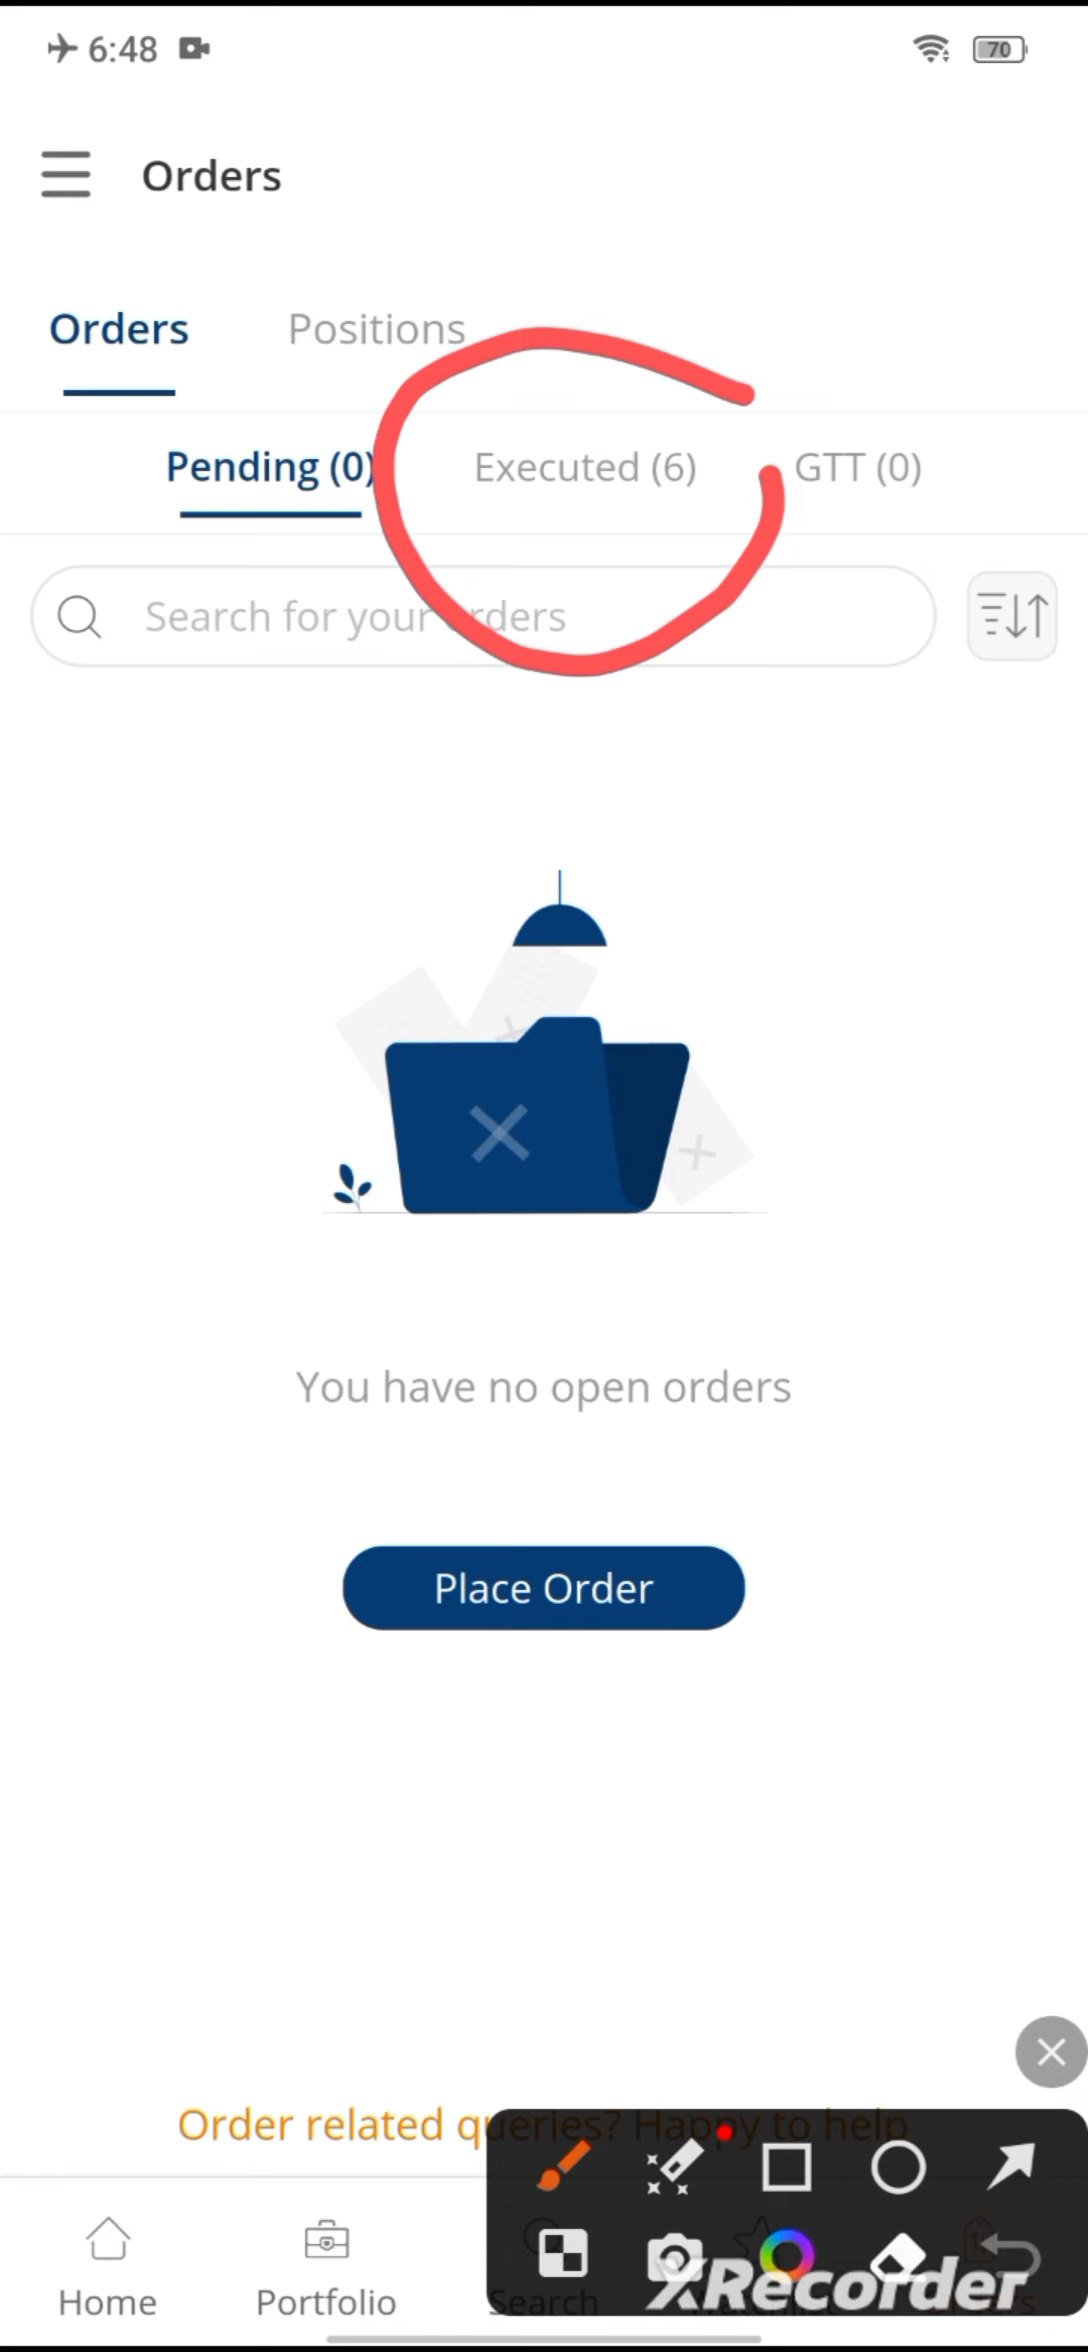 6:48
70
Orders
Orders Positions
Pending (0) Executed (6) GTT (0)
Search for your orders
You have no open orders
Place Order
Order related queries? Happy to help
XRecorder
Home Portfolio Search